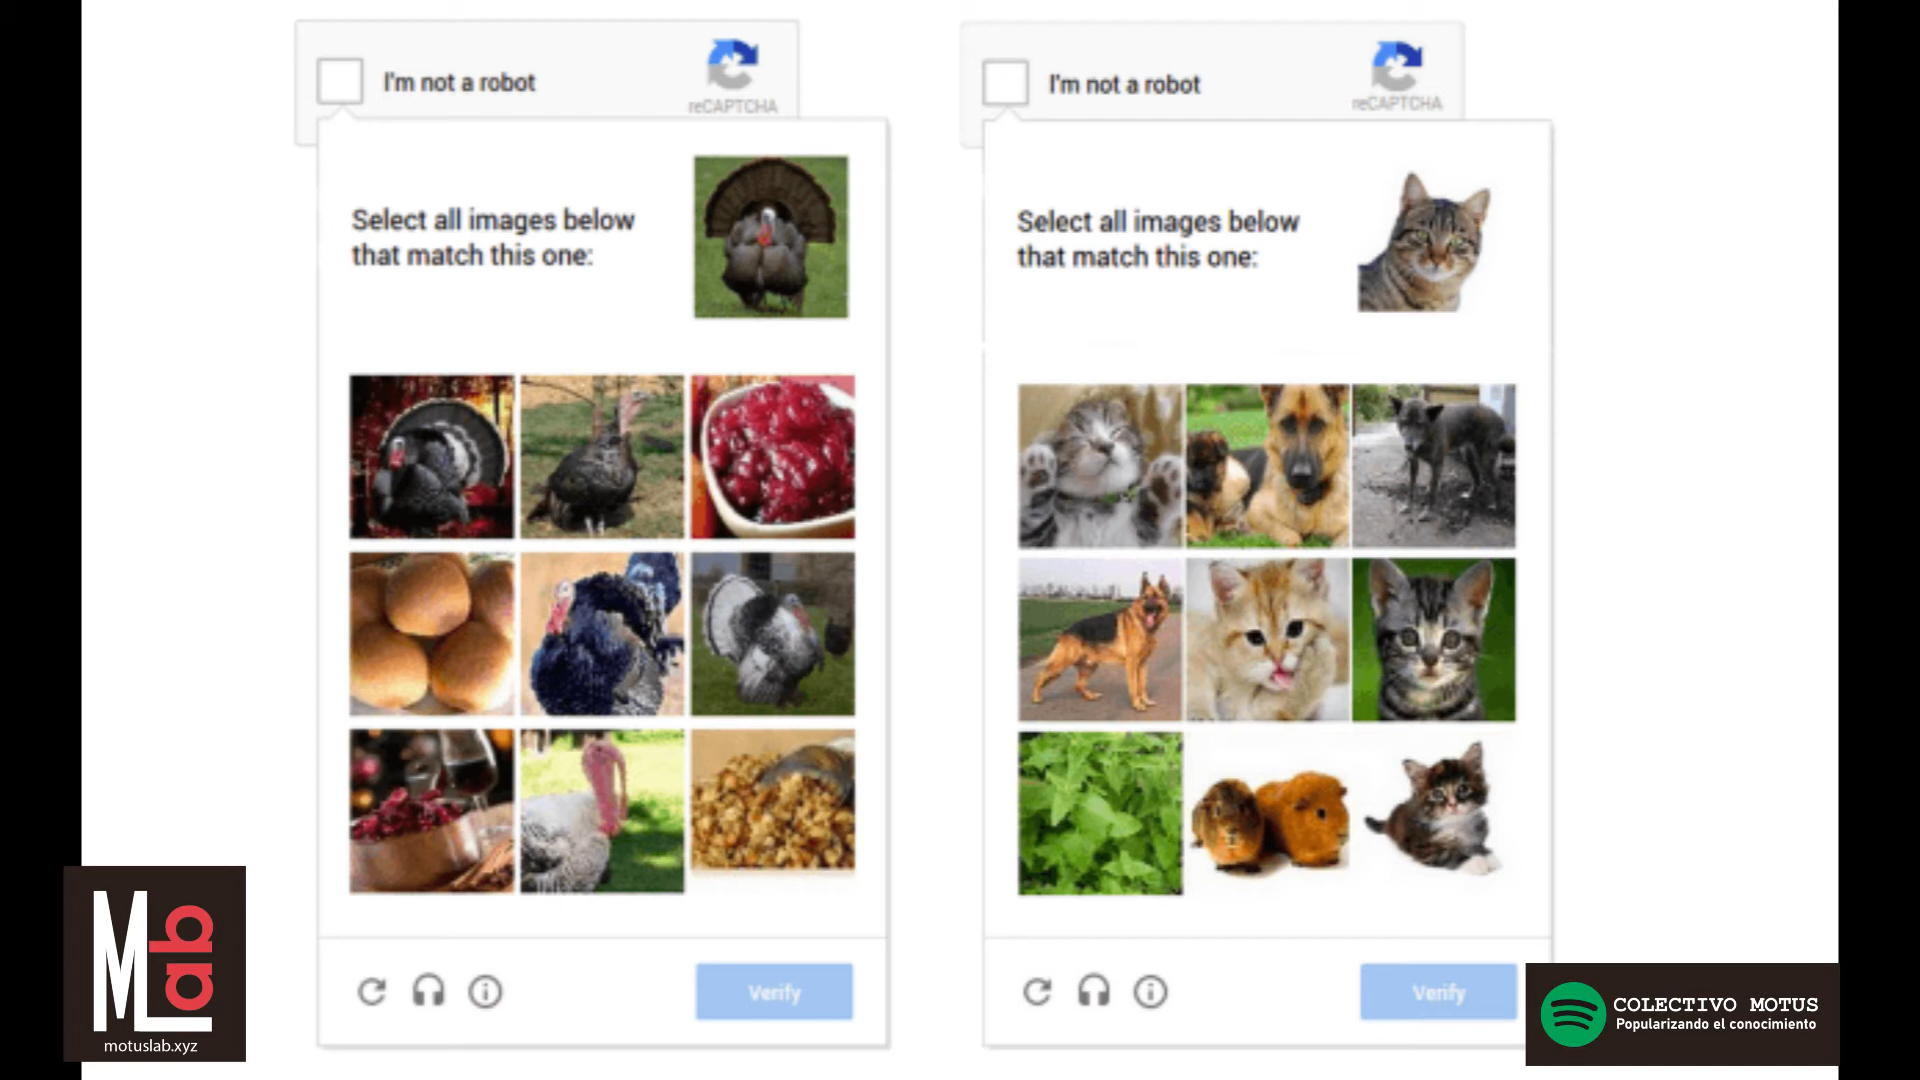 I'm not a robot
reCAPTCHA
Select all images below
that match this one:
Verify
I'm not a robot
reCAPTCHA
Select all images below
that match this one:
Verify
MLab
motuslab.xyz
COLECTIVO MOTUS
Popularizando el conocimiento